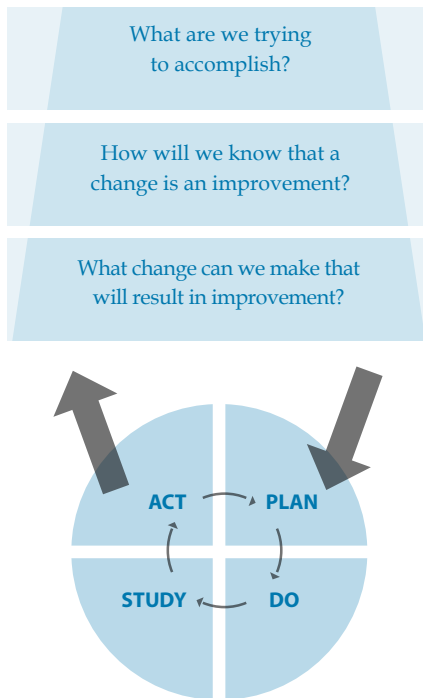 What are we trying
to accomplish?
How will we know that a
change is an improvement?
What change can we make that
will result in improvement?
ACT
PLAN
STUDY
DO